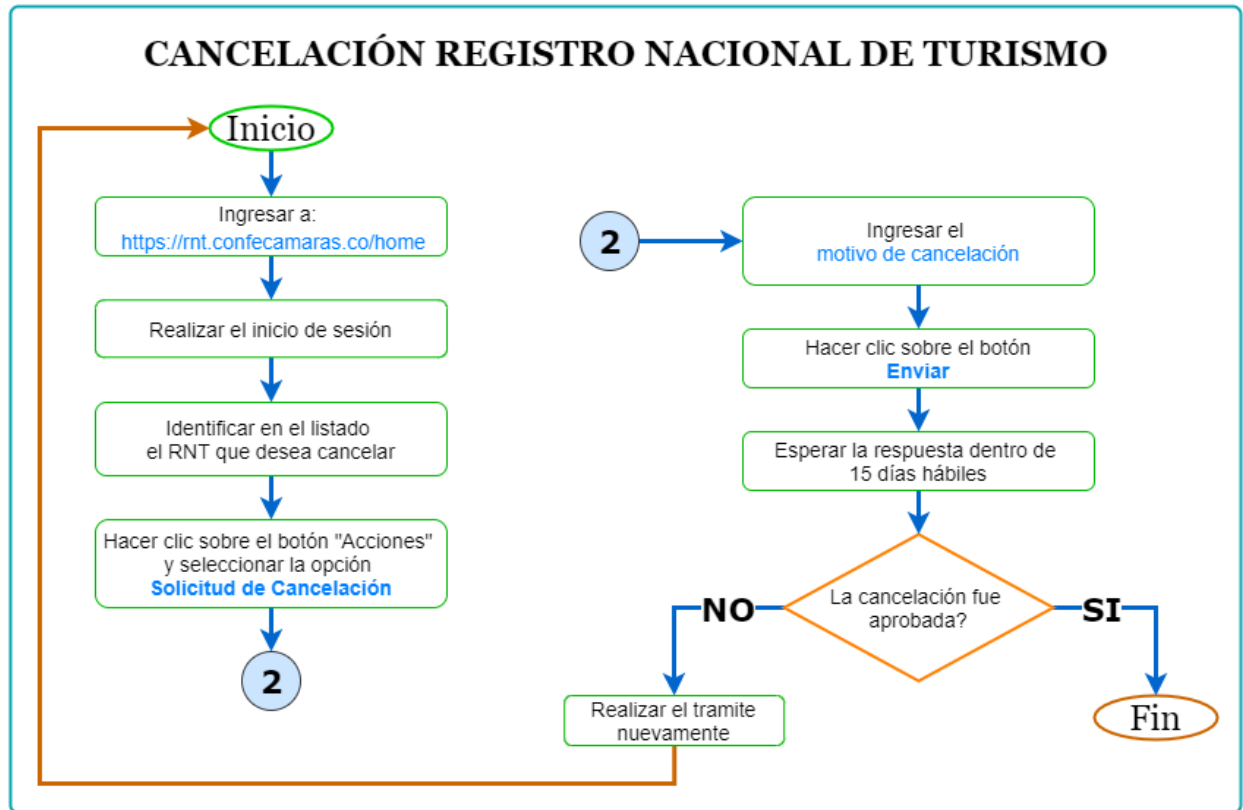 CANCELACIÓN REGISTRO NACIONAL DE TURISMO
Inicio
Ingresar a:
https://rnt.confecamaras.co/home
Realizar el inicio de sesión
Identificar en el listado
el RNT que desea cancelar
Hacer clic sobre el botón "Acciones"
y seleccionar la opción
Solicitud de Cancelación
2
2
Ingresar el
motivo de cancelación
Hacer clic sobre el botón
Enviar
Esperar la respuesta dentro de
15 días hábiles
La cancelación fue
aprobada?
NO
SI
Realizar el tramite
nuevamente
Fin